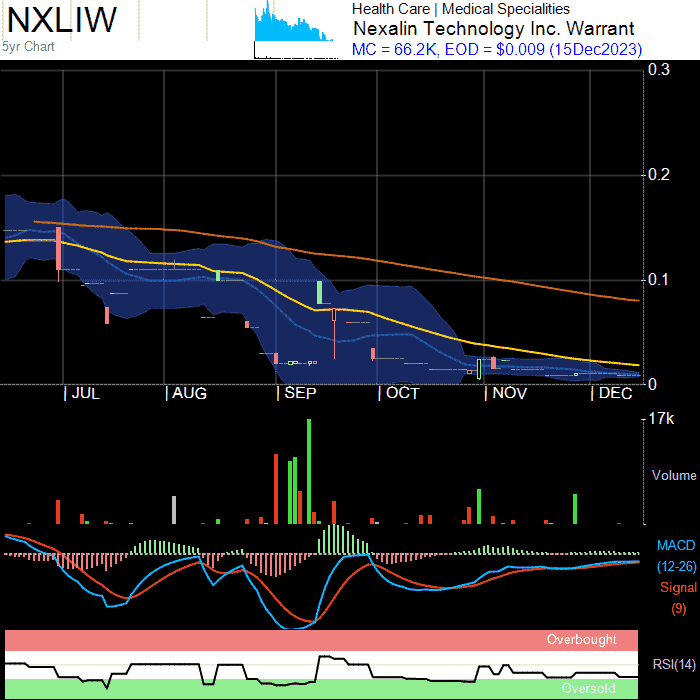 NXLIW
5yr Chart
Health Care | Medical Specialities
Nexalin Technology Inc. Warrant
MC = 66.2K, EOD = $0.009 (15Dec2023)
0.3
0.2
0.1
0
JUL AUG SEP OCT NOV DEC
17k
Volume
MACD
(12-26)
Signal
(9)
Overbought
RSI(14)
Oversold